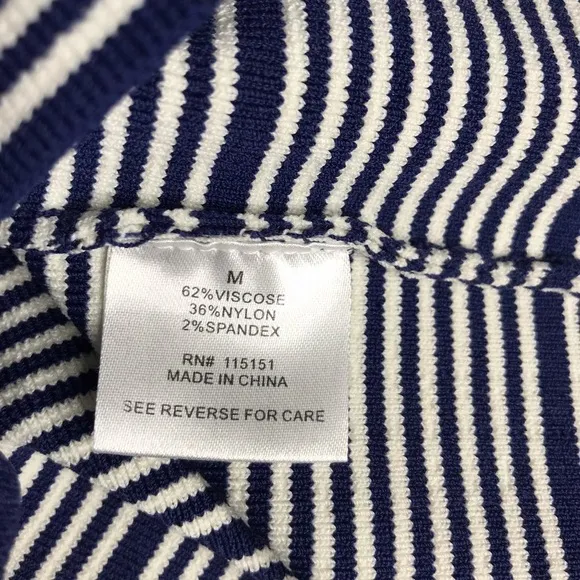 M
62%VISCOSE
36%NYLON
2%SPANDEX
RN# 115151
MADE IN CHINA
SEE REVERSE FOR CARE